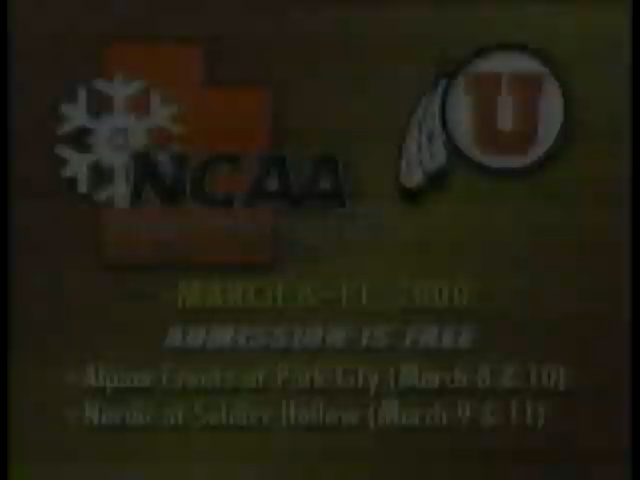 NCAA
U
MARCH 8-11, 2000
ADMISSION IS FREE
- Alpine Events at Park City (March 8 & 10)
- Nordic at Soldier Hollow (March 9 & 11)